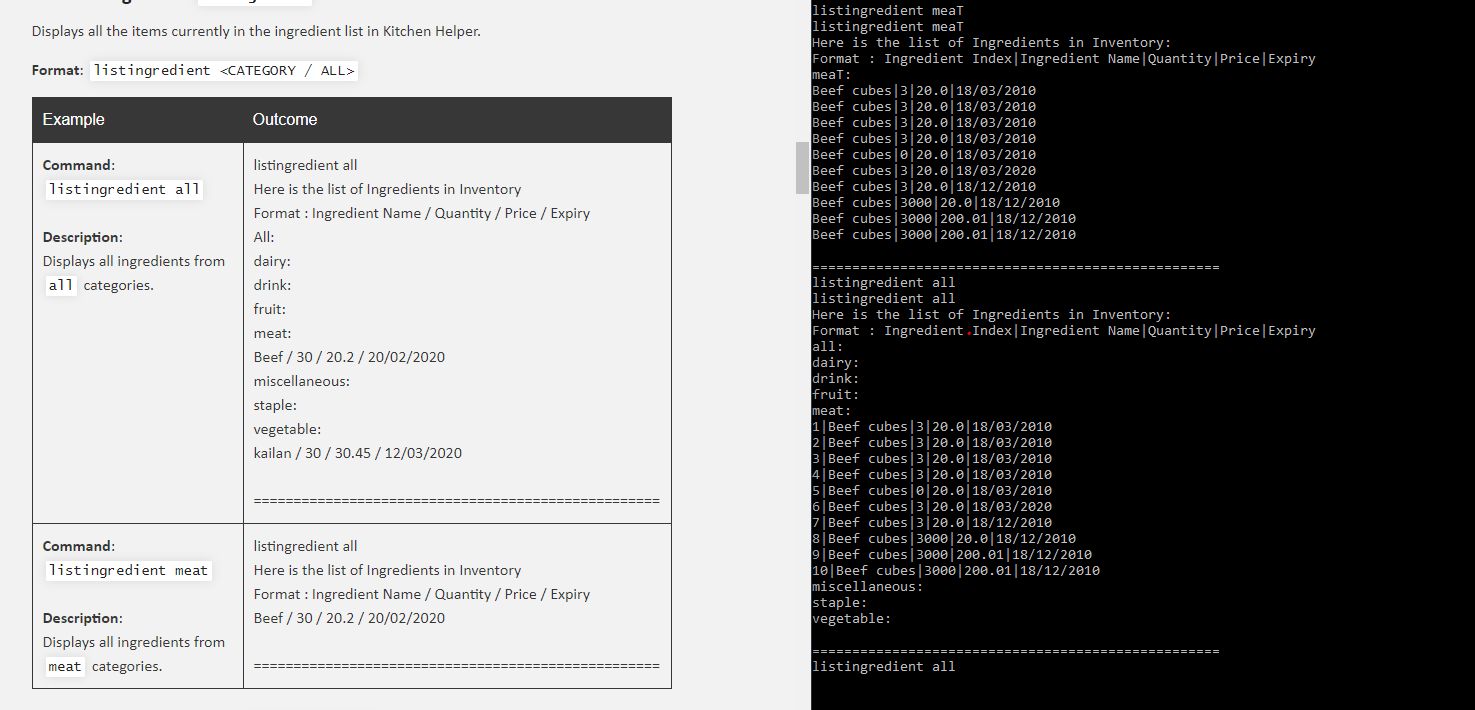 Displays all the items currently in the ingredient list in Kitchen Helper.
Format: listingredient <CATEGORY / ALL>
Example Outcome
Command:
listingredient all
Description:
Displays all ingredients from
all categories.
listingredient all
Here is the list of Ingredients in Inventory
Format : Ingredient Name / Quantity / Price / Expiry
All:
dairy:
drink:
fruit:
meat:
Beef / 30 / 20.2 / 20/02/2020
miscellaneous:
staple:
vegetable:
kailan / 30 / 30.45 / 12/03/2020
===================================================
Command:
listingredient meat
Description:
Displays all ingredients from
meat categories.
listingredient all
Here is the list of Ingredients in Inventory
Format : Ingredient Name / Quantity / Price / Expiry
Beef / 30 / 20.2 / 20/02/2020
===================================================
listingredient meaT
listingredient meaT
Here is the list of Ingredients in Inventory:
Format : Ingredient Index|Ingredient Name|Quantity|Price|Expiry
meaT:
Beef cubes|3|20.0|18/03/2010
Beef cubes|3|20.0|18/03/2010
Beef cubes|3|20.0|18/03/2010
Beef cubes|3|20.0|18/03/2010
Beef cubes|0|20.0|18/03/2010
Beef cubes|3|20.0|18/03/2020
Beef cubes|3|20.0|18/12/2010
Beef cubes|3000|20.0|18/12/2010
Beef cubes|3000|200.01|18/12/2010
Beef cubes|3000|200.01|18/12/2010
===================================================
listingredient all
listingredient all
Here is the list of Ingredients in Inventory:
Format : Ingredient Index|Ingredient Name|Quantity|Price|Expiry
all:
dairy:
drink:
fruit:
meat:
1|Beef cubes|3|20.0|18/03/2010
2|Beef cubes|3|20.0|18/03/2010
3|Beef cubes|3|20.0|18/03/2010
4|Beef cubes|3|20.0|18/03/2010
5|Beef cubes|0|20.0|18/03/2010
6|Beef cubes|3|20.0|18/03/2020
7|Beef cubes|3|20.0|18/12/2010
8|Beef cubes|3000|20.0|18/12/2010
9|Beef cubes|3000|200.01|18/12/2010
10|Beef cubes|3000|200.01|18/12/2010
miscellaneous:
staple:
vegetable:
===================================================
listingredient all